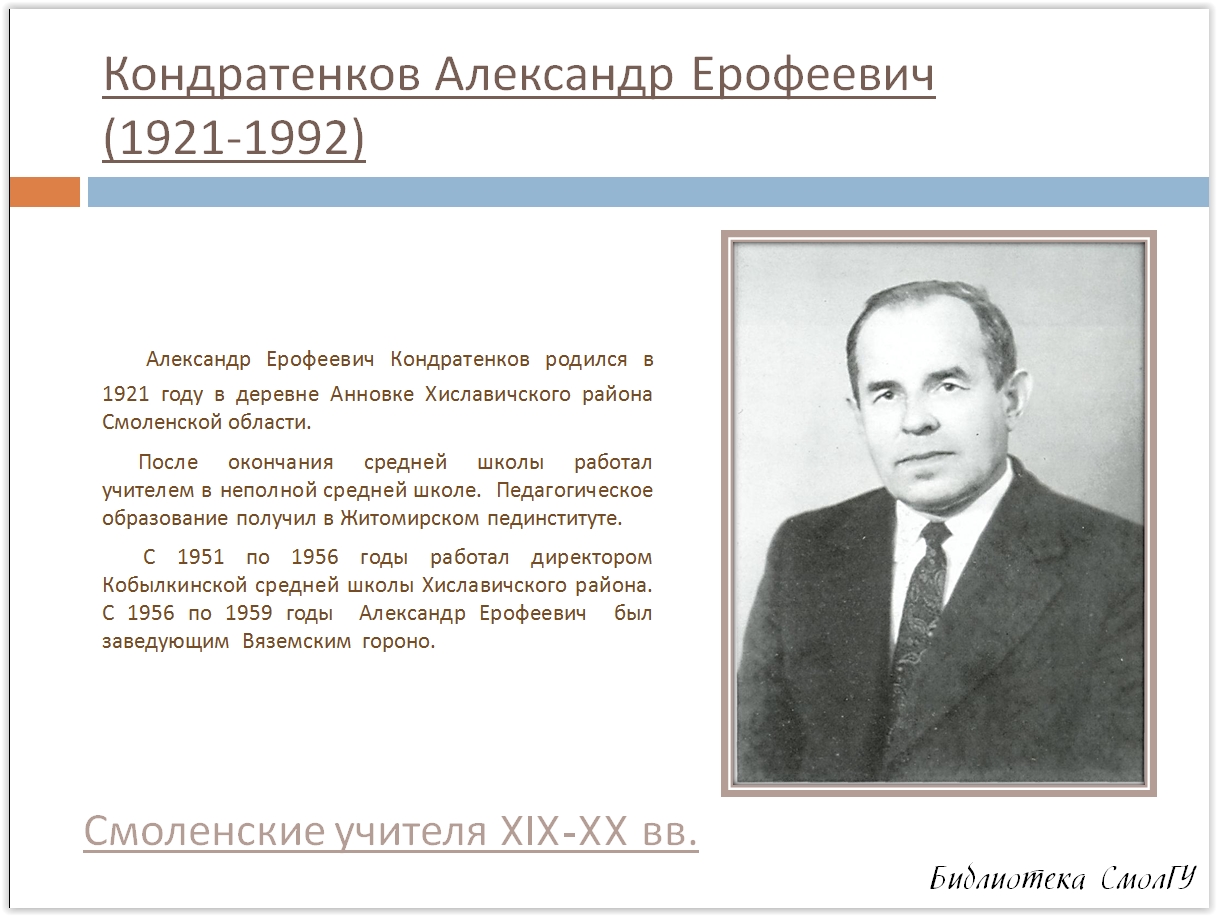 Кондратенков Александр Ерофеевич
(1921-1992)
Александр Ерофеевич Кондратенков родился в
1921 году в деревне Анновке Хиславичского района
Смоленской области.
После окончания средней школы работал
учителем в неполной средней школе. Педагогическое
образование получил в Житомирском пединституте.
С 1951 по 1956 годы работал директором
Кобылкинской средней школы Хиславичского района.
С 1956 по 1959 годы Александр Ерофеевич был
заведующим Вяземским гороно.
Смоленские учителя XIX-XX вв.
Библиотека СмолГУ